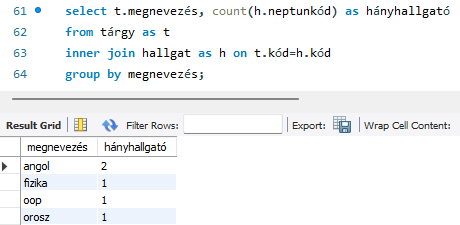 61 select t.megnevezés, count(h.neptunkód) as hányhallgató
62 from tárgy as t
63 inner join hallgat as h on t.kód=h.kód
64 group by megnevezés;
Result Grid Filter Rows: Export: Wrap Cell Content:
megnevezés hányhallgató
angol 2
fizika 1
oop 1
orosz 1